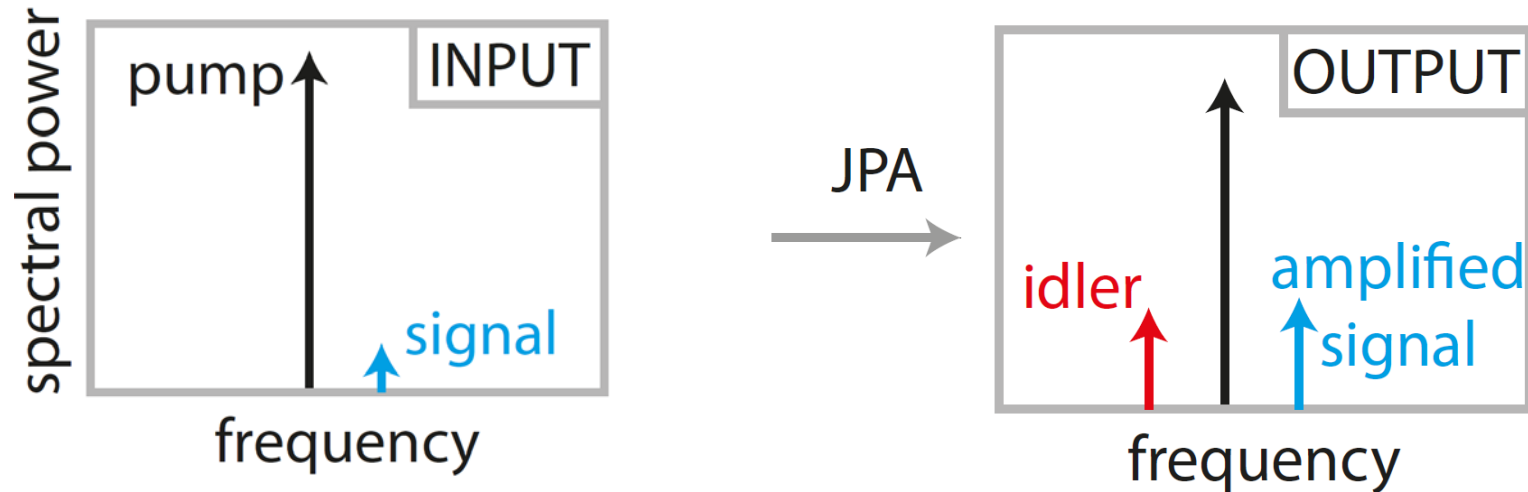 spectral power
pump
INPUT
signal
frequency
JPA
OUTPUT
idler
amplified
signal
frequency